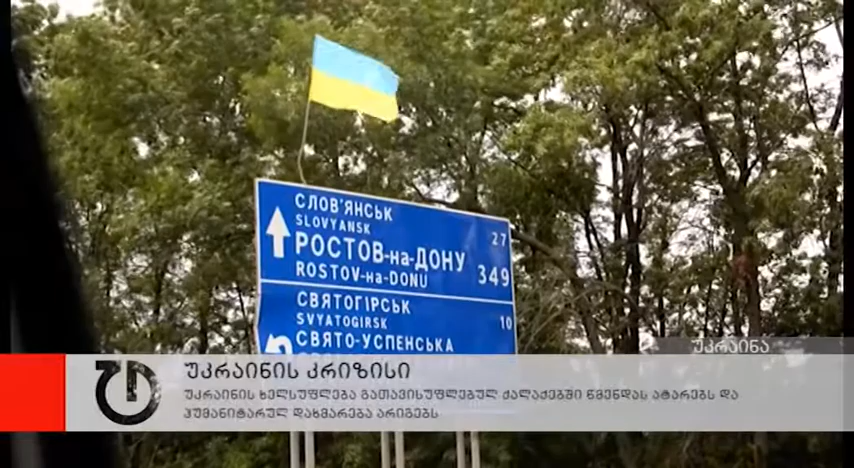 СЛОВ'ЯНСЬК
SLOVYANSK
27
РОСТОВ-НА-ДОНУ
ROSTOV-NA-DONU
349
СВЯТОГІРСЬК
SVYATOGIRSK
10
СВЯТО-УСПЕНСЬКА
უკრაინა
უკრაინის კრიზისი
უკრაინის ხელსუფლება გათავისუფლებულ ქალაქებში წმენდას ატარებს და
ჰუმანიტარულ დახმარებას არიგებს